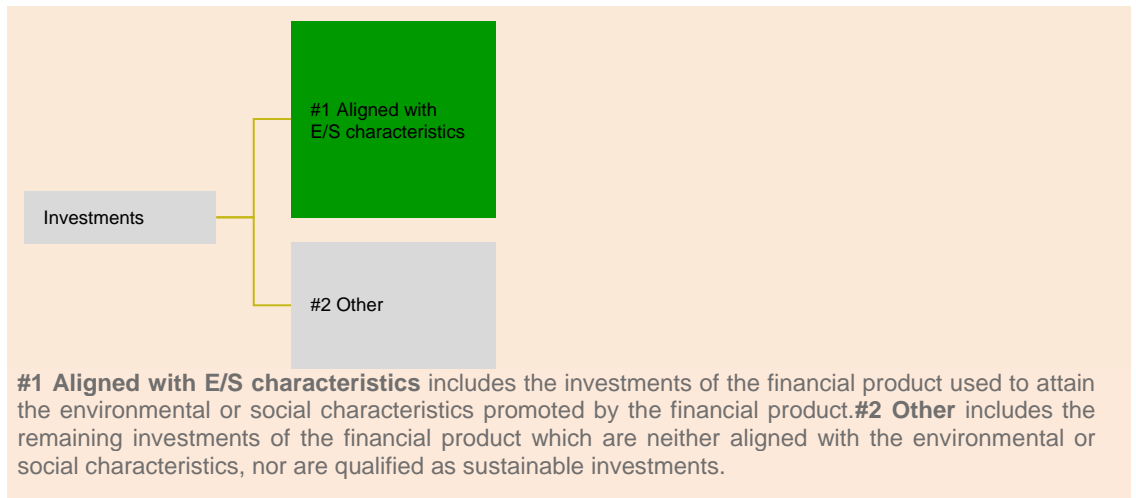 #1 Aligned with
E/S characteristics
Investments
#2 Other
#1 Aligned with E/S characteristics includes the investments of the financial product used to attain
the environmental or social characteristics promoted by the financial product.#2 Other includes the
remaining investments of the financial product which are neither aligned with the environmental or
social characteristics, nor are qualified as sustainable investments.